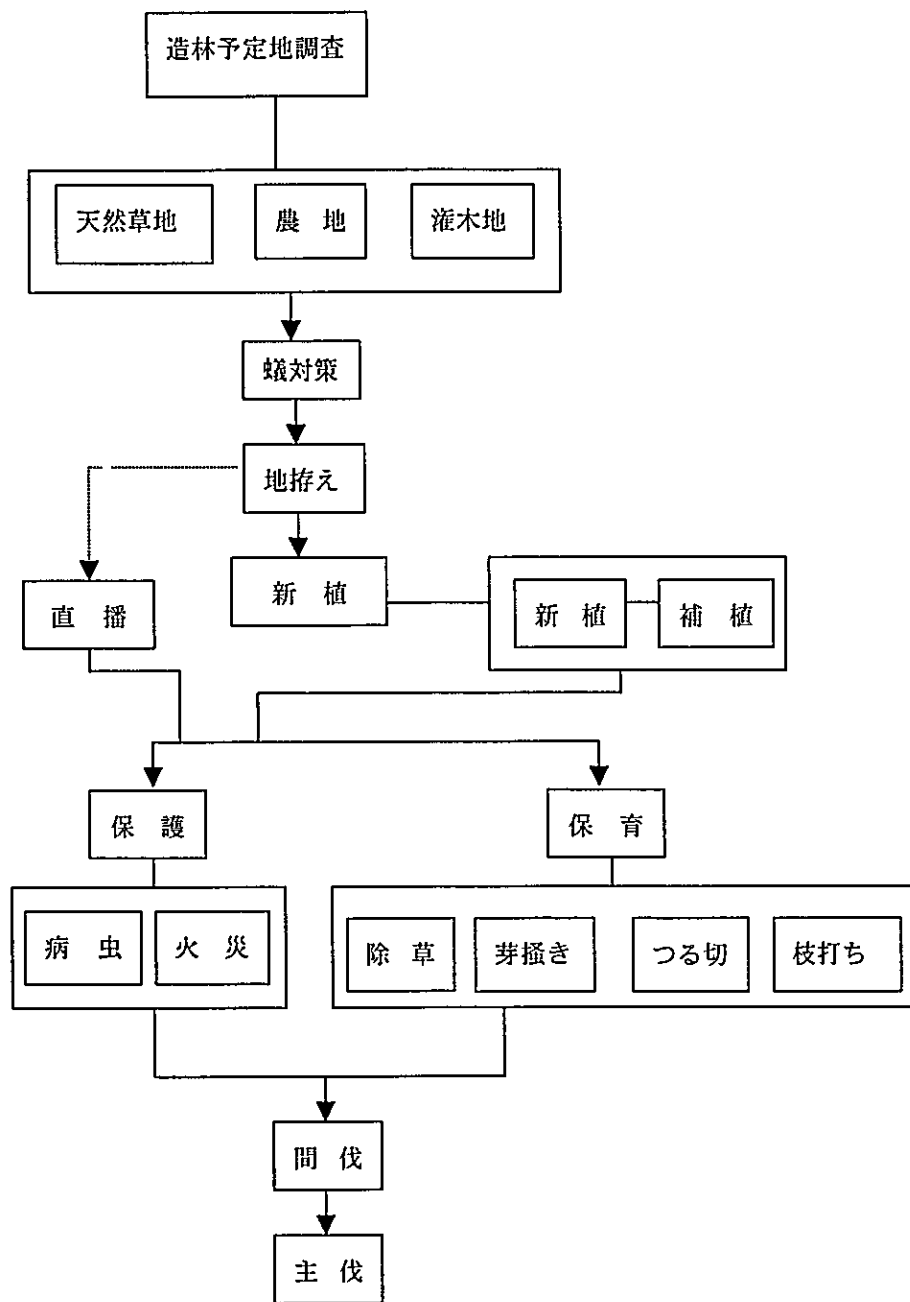 造林予定地調査
天然草地
農 地
潅木地
蟻対策
地拵え
新 植
直 播
新 植
補 植
保 護
保 育
病 虫
火 災
除 草
芽掻き
つる切
枝打ち
間 伐
主 伐